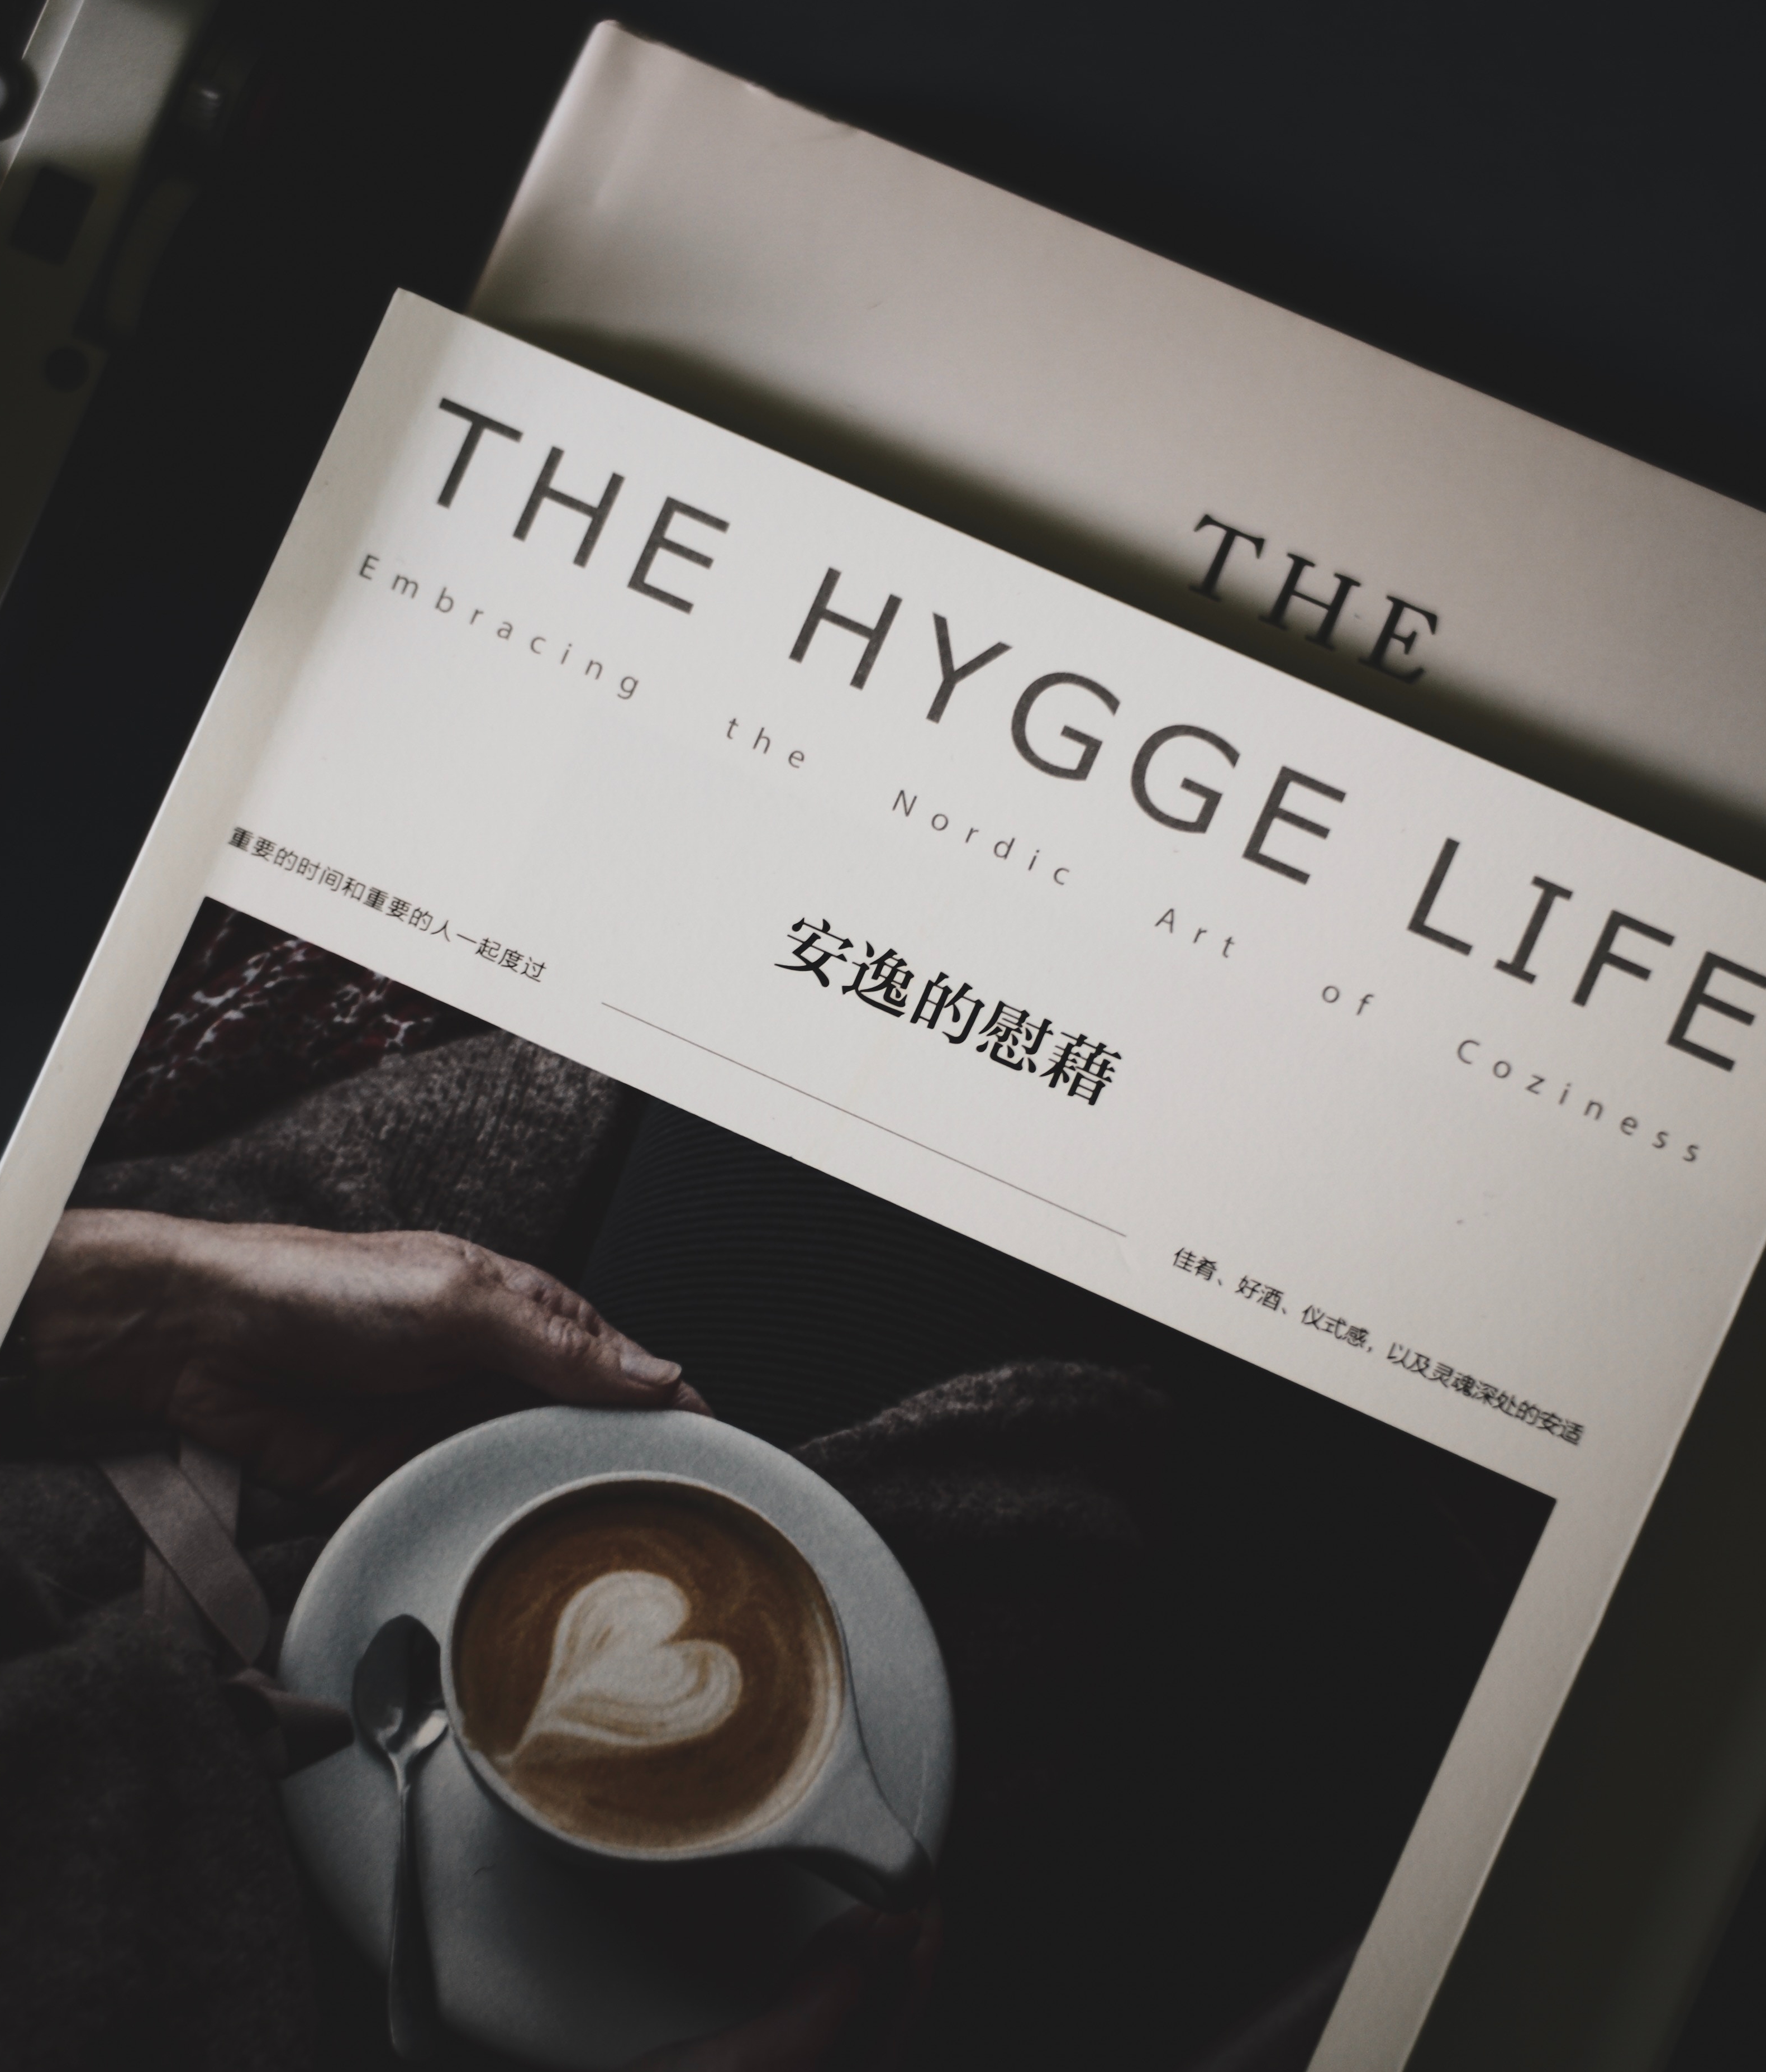 THE
THE HYGGE LIFE
Embracing the Nordic Art of Coziness
安逸的慰藉
重要的时间和重要的人一起度过
佳肴、好酒、仪式感，以及灵魂深处的安适